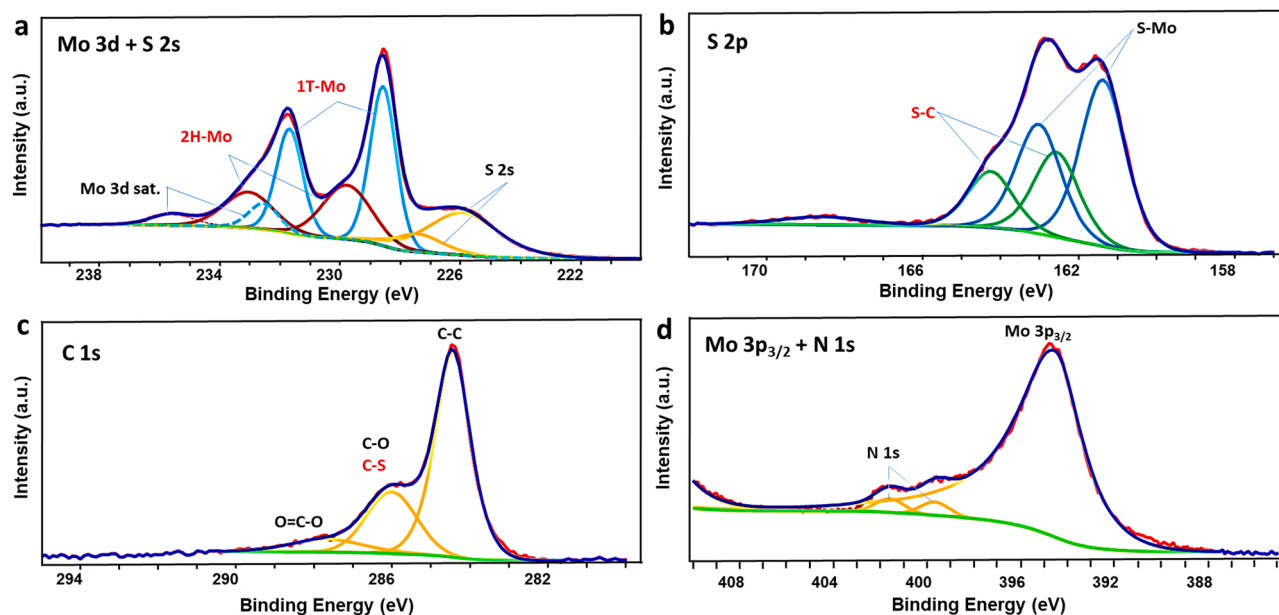 a
Mo 3d + S 2s
1T-Mo
2H-Mo
Mo 3d sat.
S 2s
Intensity (a.u.)
238 234 230 226 222
Binding Energy (eV)
b
S 2p
S-Mo
S-C
Intensity (a.u.)
170 166 162 158
Binding Energy (eV)
c
C 1s
C-C
C-O
C-S
O=C-O
Intensity (a.u.)
294 290 286 282
Binding Energy (eV)
d
Mo 3p3/2 + N 1s
Mo 3p3/2
N 1s
Intensity (a.u.)
408 404 400 396 392 388
Binding Energy (eV)